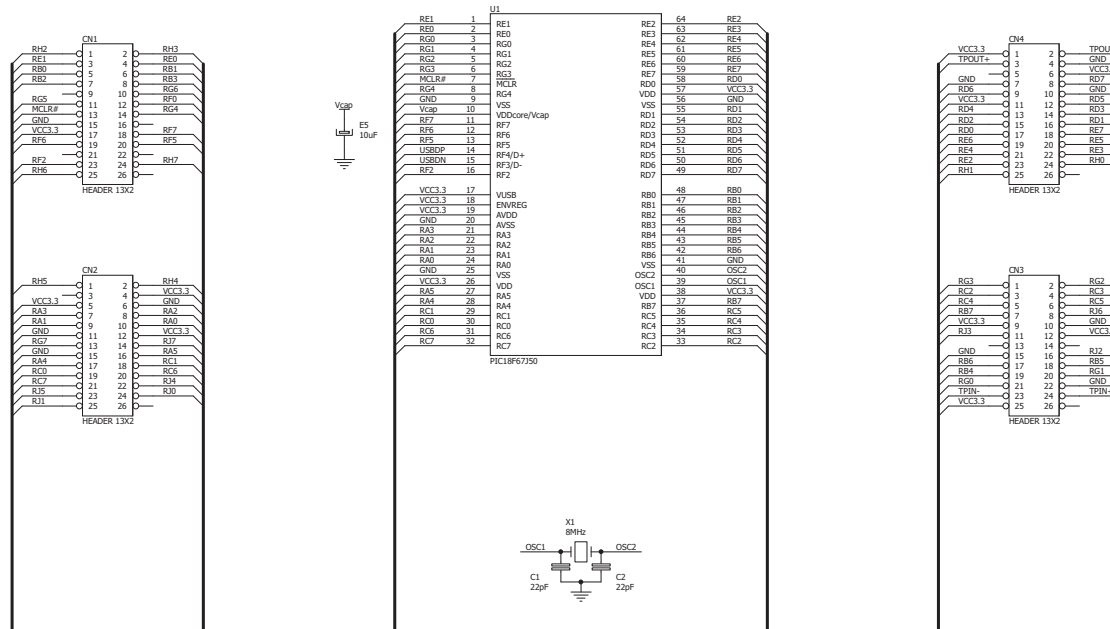 CN1
RH2 1 2 RH3
RE1 3 4 RE0
RB0 5 6 RB1
RB2 7 8 RB3
9 10 RG6
RG5 11 12 RF0
MCLR# 13 14 RG4
GND 15 16
VCC3.3 17 18 RF7
RF6 19 20 RF5
21 22
RF2 23 24 RH7
RH6 25 26
HEADER 13X2
CN2
RH5 1 2 RH4
3 4 VCC3.3
VCC3.3 5 6 GND
RA3 7 8 RA2
RA1 9 10 RA0
GND 11 12 VCC3.3
RG7 13 14 RJ7
GND 15 16 RA5
RA4 17 18 RC1
RC0 19 20 RC6
RC7 21 22 RJ4
RJ5 23 24 RJ0
RJ1 25 26
HEADER 13X2
Vcap
E5
10uF
U1
RE1 1 RE1 RE2 64 RE2
RE0 2 RE0 RE3 63 RE3
RG0 3 RG0 RE4 62 RE4
RG1 4 RG1 RE5 61 RE5
RG2 5 RG2 RE6 60 RE6
RG3 6 RG3 RE7 59 RE7
MCLR# 7 MCLR RD0 58 RD0
RG4 8 RG4 VDD 57 VCC3.3
GND 9 VSS VSS 56 GND
Vcap 10 VDDcore/Vcap RD1 55 RD1
RF7 11 RF7 RD2 54 RD2
RF6 12 RF6 RD3 53 RD3
RF5 13 RF5 RD4 52 RD4
USBDP 14 RF4/D+ RD5 51 RD5
USBDN 15 RF3/D- RD6 50 RD6
RF2 16 RF2 RD7 49 RD7
VCC3.3 17 VUSB RB0 48 RB0
VCC3.3 18 ENVREG RB1 47 RB1
VCC3.3 19 AVDD RB2 46 RB2
GND 20 AVSS RB3 45 RB3
RA3 21 RA3 RB4 44 RB4
RA2 22 RA2 RB5 43 RB5
RA1 23 RA1 RB6 42 RB6
RA0 24 RA0 VSS 41 GND
GND 25 VSS OSC2 40 OSC2
VCC3.3 26 VDD OSC1 39 OSC1
RA5 27 RA5 VDD 38 VCC3.3
RA4 28 RA4 RB7 37 RB7
RC1 29 RC1 RC5 36 RC5
RC0 30 RC0 RC4 35 RC4
RC6 31 RC6 RC3 34 RC3
RC7 32 RC7 RC2 33 RC2
PIC18F67J50
X1
8MHz
OSC1 OSC2
C1 C2
22pF 22pF
CN4
VCC3.3 1 2 TPOU
TPOUT+ 3 4 GND
5 6 VCC3.
GND 7 8 RD7
RD6 9 10 GND
VCC3.3 11 12 RD5
RD4 13 14 RD3
RD2 15 16 RD1
RD0 17 18 RE7
RE6 19 20 RE5
RE4 21 22 RE3
RE2 23 24 RH0
RH1 25 26
HEADER 13X2
CN3
RG3 1 2 RG2
RC2 3 4 RC3
RC4 5 6 RC5
RB7 7 8 RJ6
VCC3.3 9 10 GND
RJ3 11 12 VCC3
13 14
GND 15 16 RJ2
RB6 17 18 RB5
RB4 19 20 RG1
RG0 21 22 GND
TPIN- 23 24 TPIN
VCC3.3 25 26
HEADER 13X2